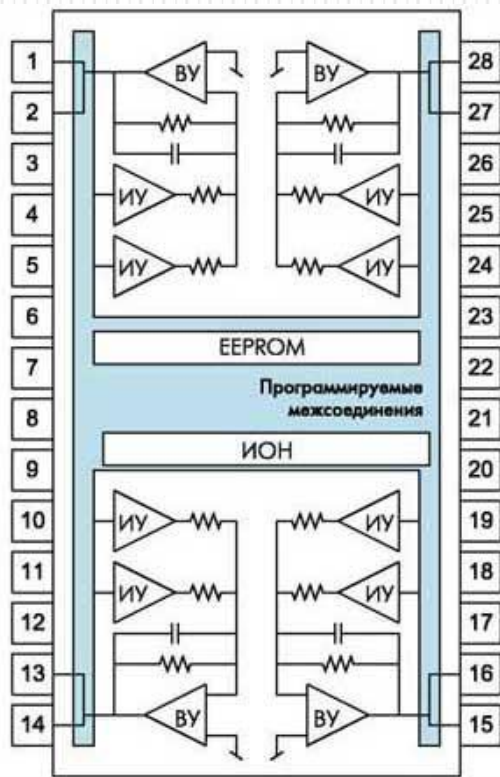 1
ВУ
ВУ
28
2
27
3
26
4
ИУ
ИУ
25
5
ИУ
ИУ
24
6
23
EEPROM
7
22
Программируемые
8
21
межсоединения
9
ИОН
20
10
ИУ
ИУ
19
11
ИУ
ИУ
18
12
17
13
16
14
ВУ
ВУ
15